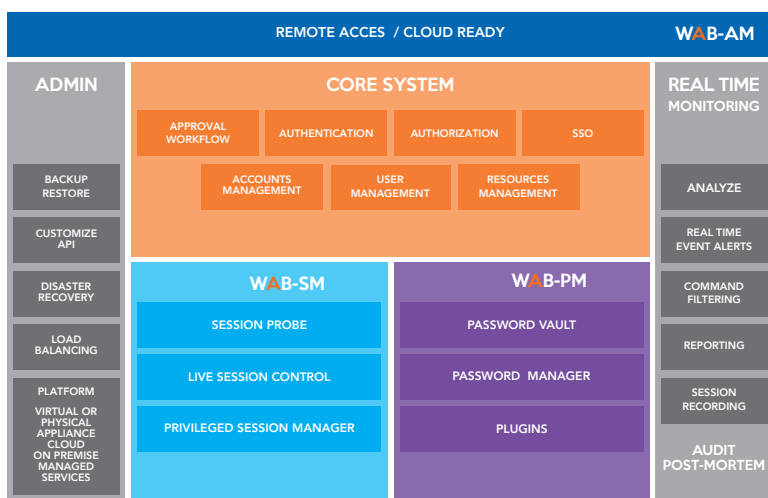 REMOTE ACCES / CLOUD READY
WAB-AM
ADMIN
BACKUP
RESTORE
CUSTOMIZE
API
DISASTER
RECOVERY
LOAD
BALANCING
PLATFORM
VIRTUAL OR
PHYSICAL
APPLIANCE
CLOUD
ON PREMISE
MANAGED
SERVICES
CORE SYSTEM
APPROVAL
WORKFLOW
AUTHENTICATION
AUTHORIZATION
SSO
ACCOUNTS
MANAGEMENT
USER
MANAGEMENT
RESOURCES
MANAGEMENT
WAB-SM
SESSION PROBE
LIVE SESSION CONTROL
PRIVILEGED SESSION MANAGER
WAB-PM
PASSWORD VAULT
PASSWORD MANAGER
PLUGINS
REAL TIME
MONITORING
ANALYZE
REAL TIME
EVENT ALERTS
COMMAND
FILTERING
REPORTING
SESSION
RECORDING
AUDIT
POST-MORTEM